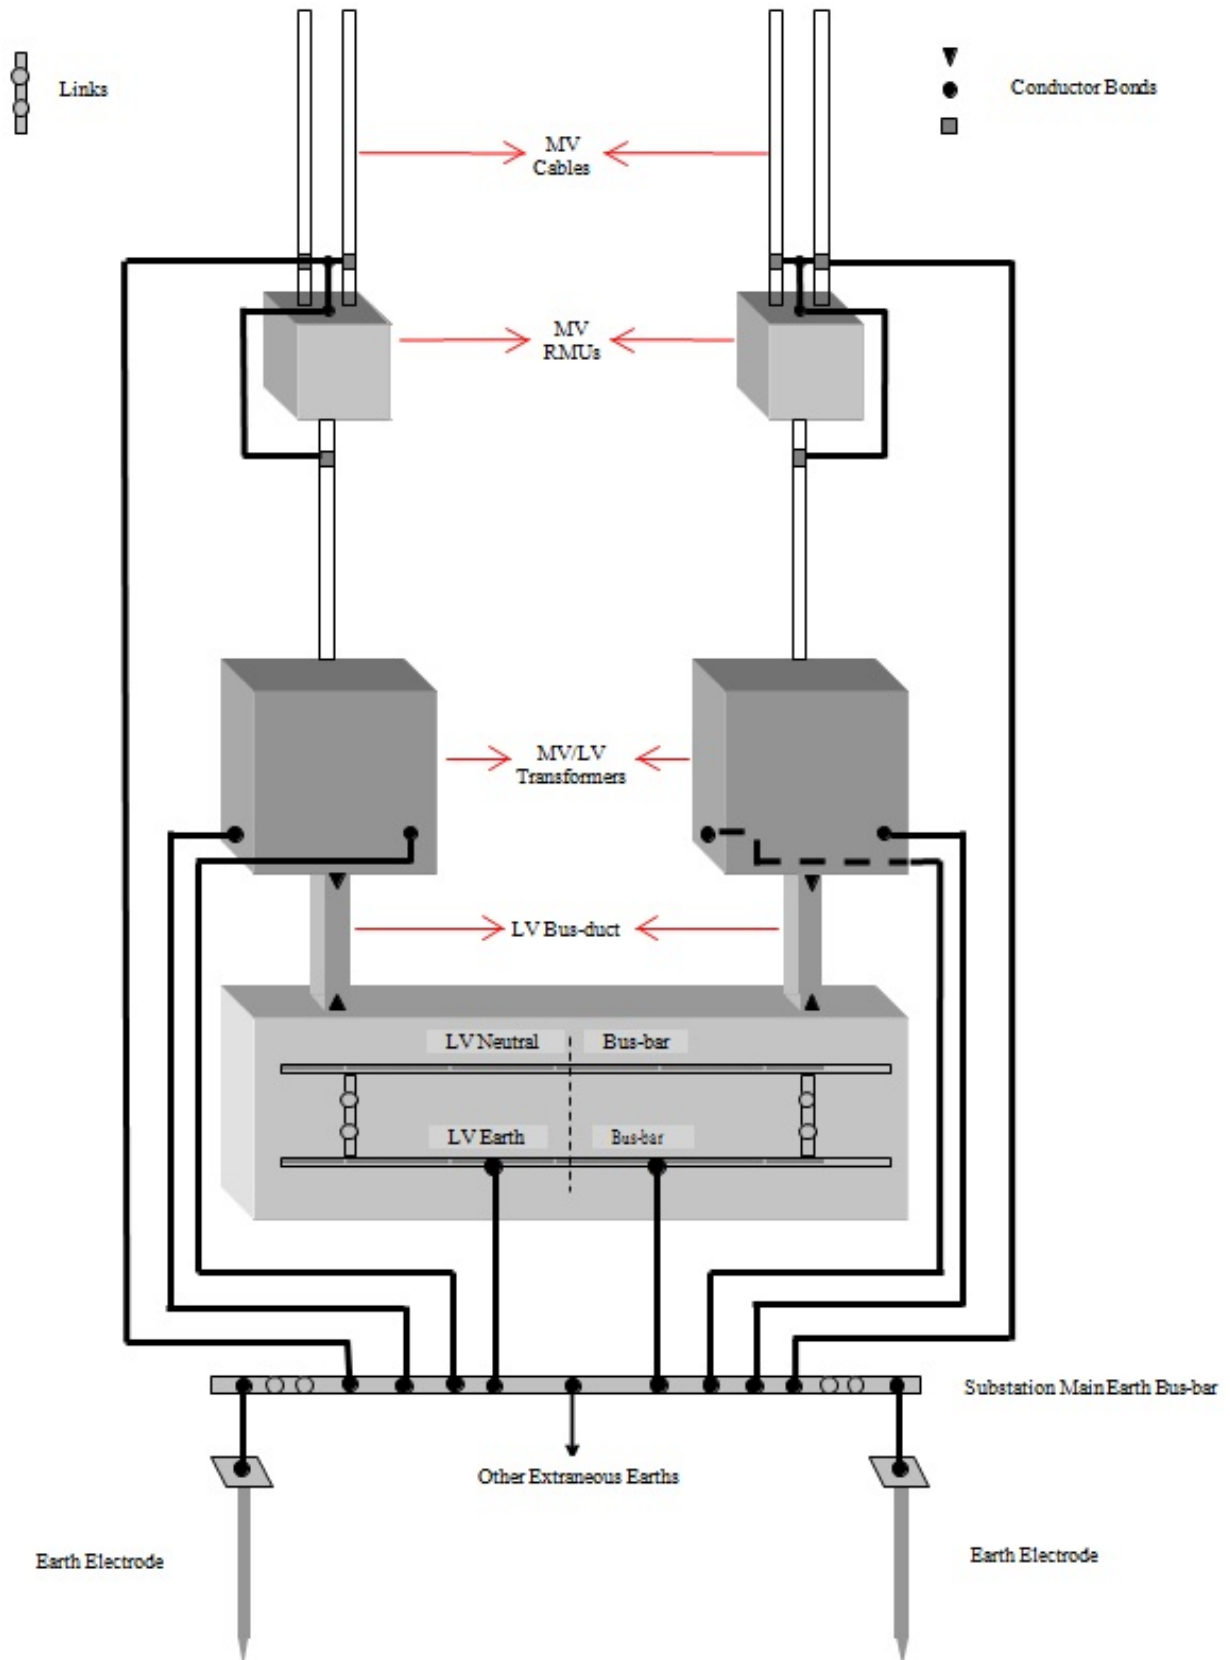 Links
Conductor Bonds
MV
Cables
MV
RMUs
MV/LV
Transformers
LV Bus-duct
LV Neutral
Bus-bar
LV Earth
Bus-bar
Substation Main Earth Bus-bar
Other Extraneous Earths
Earth Electrode
Earth Electrode